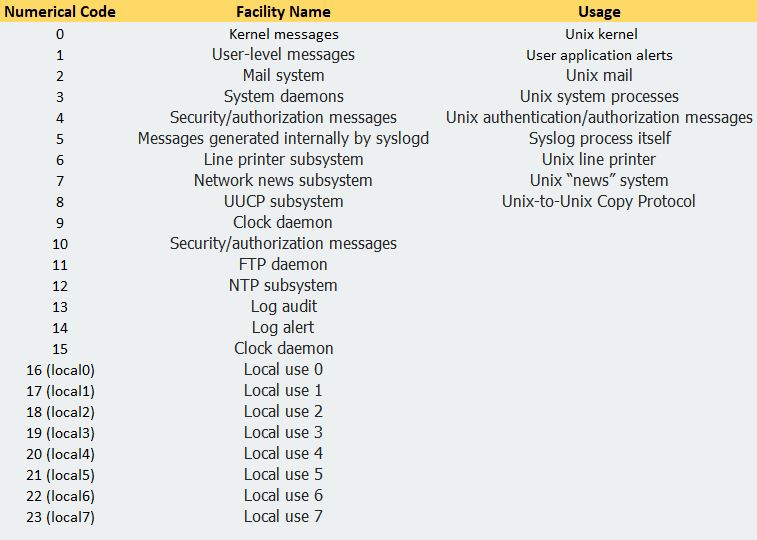 Numerical Code Facility Name Usage
0 Kernel messages Unix kernel
1 User-level messages User application alerts
2 Mail system Unix mail
3 System daemons Unix system processes
4 Security/authorization messages Unix authentication/authorization messages
5 Messages generated internally by syslogd Syslog process itself
6 Line printer subsystem Unix line printer
7 Network news subsystem Unix “news” system
8 UUCP subsystem Unix-to-Unix Copy Protocol
9 Clock daemon
10 Security/authorization messages
11 FTP daemon
12 NTP subsystem
13 Log audit
14 Log alert
15 Clock daemon
16 (local0) Local use 0
17 (local1) Local use 1
18 (local2) Local use 2
19 (local3) Local use 3
20 (local4) Local use 4
21 (local5) Local use 5
22 (local6) Local use 6
23 (local7) Local use 7